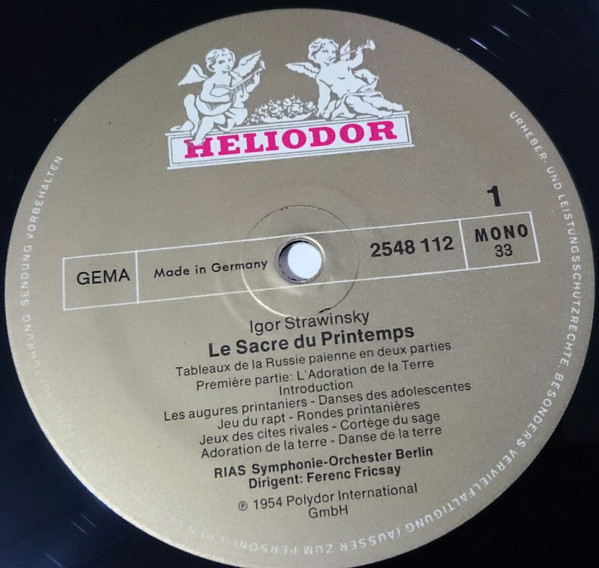 HELIODOR
1
GEMA
Made in Germany
2548 112
MONO
33
Igor Strawinsky
Le Sacre du Printemps
Tableaux de la Russie païenne en deux parties
Première partie: L'Adoration de la Terre
Introduction
Les augures printaniers - Danses des adolescentes
Jeu du rapt - Rondes printanières
Jeux des cites rivales - Cortège du sage
Adoration de la terre - Danse de la terre
RIAS Symphonie-Orchester Berlin
Dirigent: Ferenc Fricsay
℗ 1954 Polydor International
GmbH
URHEBER- UND LEISTUNGSSCHUTZRECHTE, BESONDERS VERVIELFÄLTIGUNG (AUSSER ZUM PERSÖNLICHEN
AUFFÜHRUNG, SENDUNG VORBEHALTEN